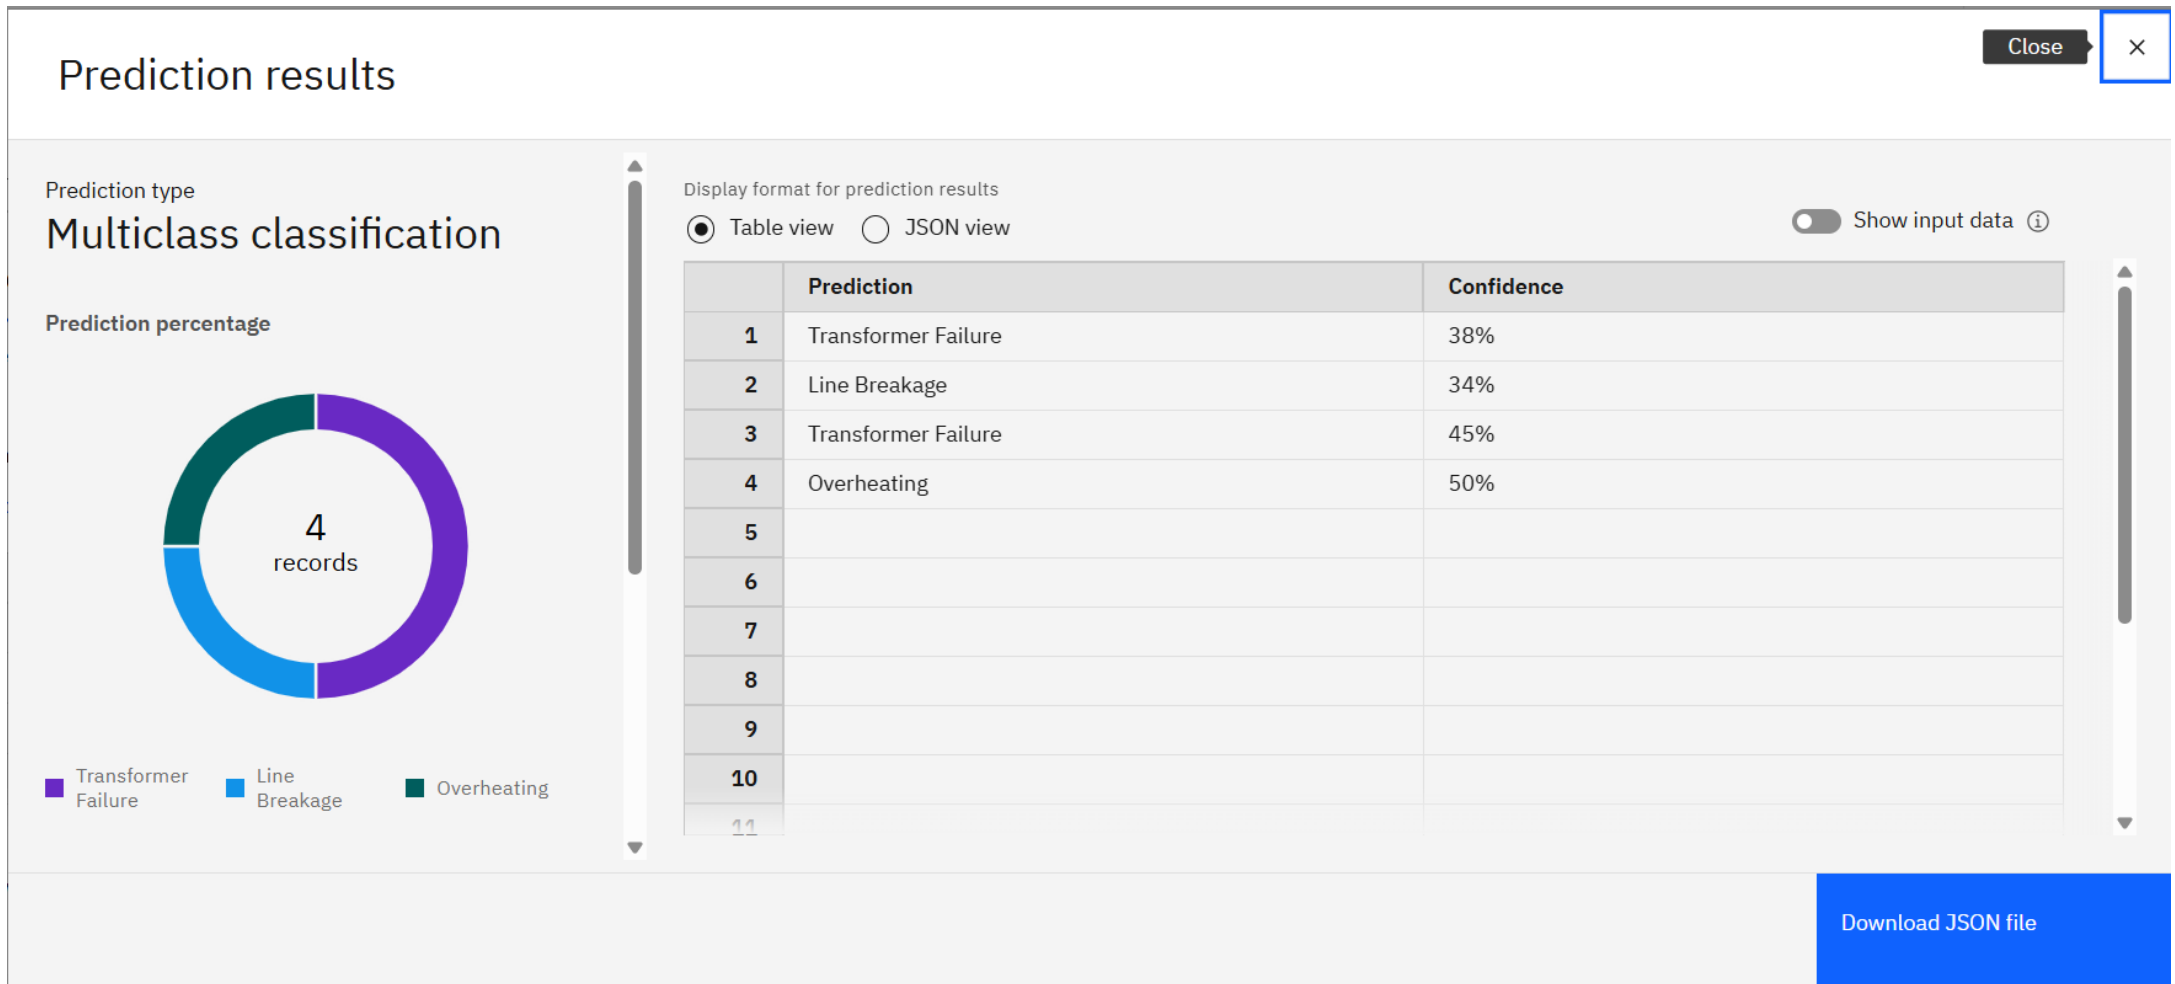 Prediction results
Close
Prediction type
Multiclass classification
Prediction percentage
4
records
Transformer
Failure
Line
Breakage
Overheating
Display format for prediction results
Table view
JSON view
Show input data
Prediction Confidence
1 Transformer Failure 38%
2 Line Breakage 34%
3 Transformer Failure 45%
4 Overheating 50%
5
6
7
8
9
10
11
Download JSON file